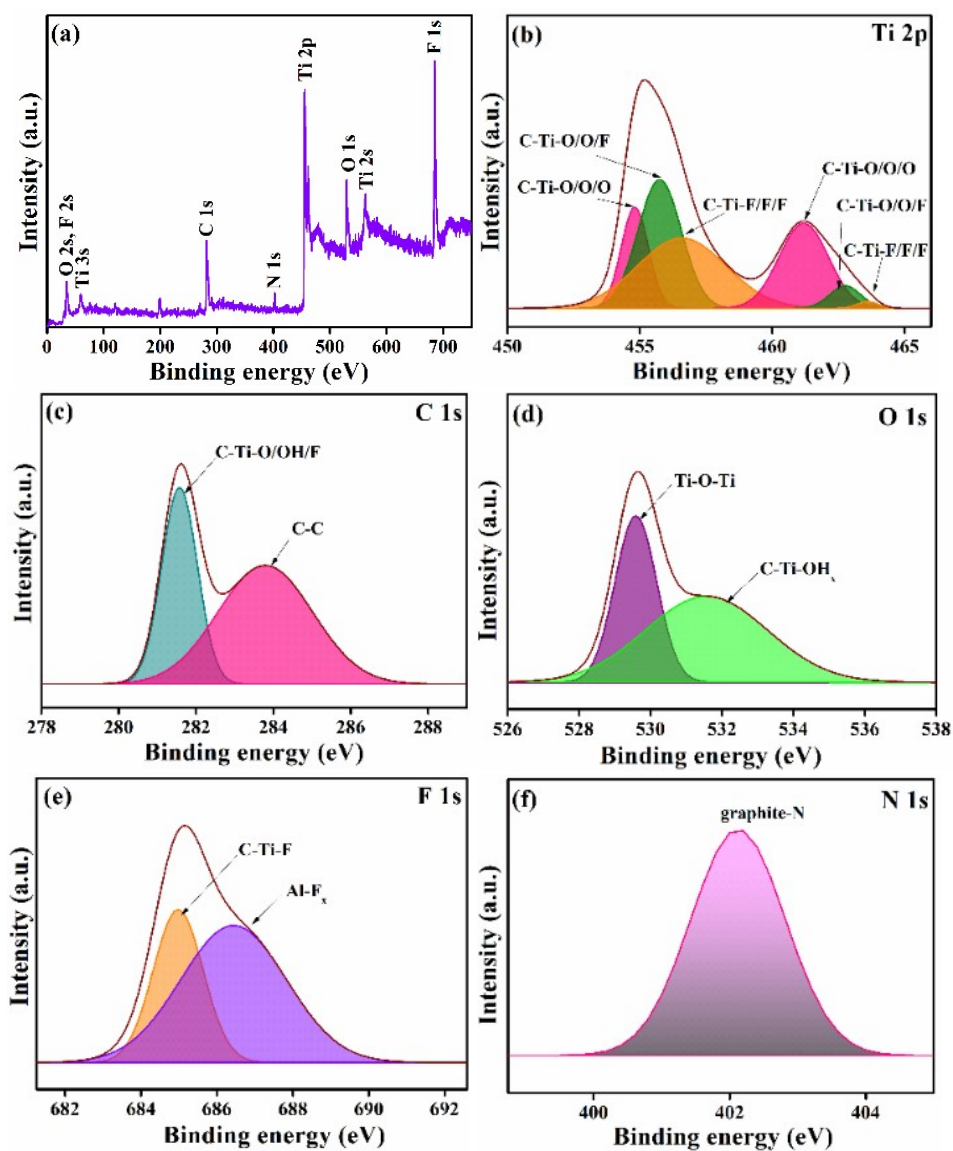 (a)
Intensity (a.u.)
O 2s, F 2s
Ti 3s
C 1s
N 1s
Ti 2p
O 1s
Ti 2s
F 1s
0 100 200 300 400 500 600 700
Binding energy (eV)
(b)
Ti 2p
Intensity (a.u.)
C-Ti-O/O/F
C-Ti-O/O/O
C-Ti-F/F/F
C-Ti-O/O/O
C-Ti-O/O/F
C-Ti-F/F/F
450 455 460 465
Binding energy (eV)
(c)
C 1s
Intensity (a.u.)
C-Ti-O/OH/F
C-C
278 280 282 284 286 288
Binding energy (eV)
(d)
O 1s
Intensity (a.u.)
Ti-O-Ti
C-Ti-OHx
526 528 530 532 534 536 538
Binding energy (eV)
(e)
F 1s
Intensity (a.u.)
C-Ti-F
Al-Fx
682 684 686 688 690 692
Binding energy (eV)
(f)
N 1s
Intensity (a.u.)
graphite-N
400 402 404
Binding energy (eV)